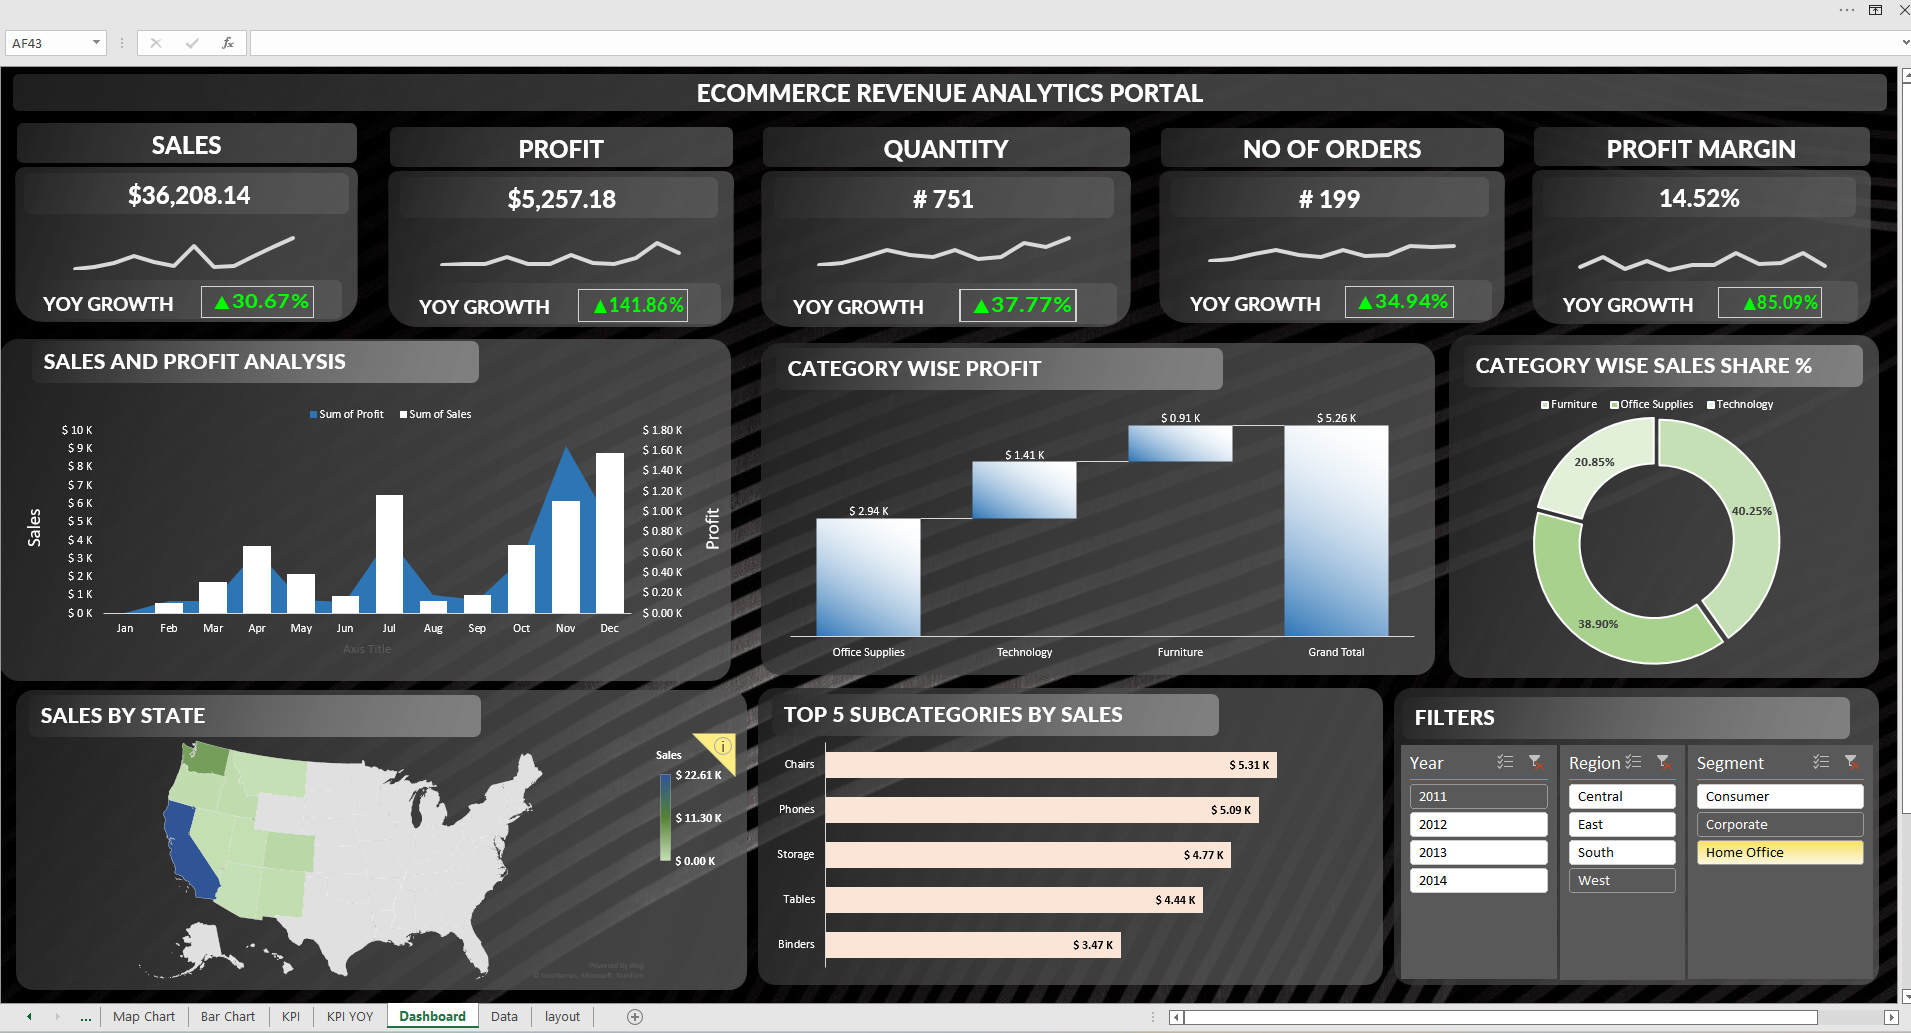 AF43
fx
ECOMMERCE REVENUE ANALYTICS PORTAL
SALES
$36,208.14
YOY GROWTH ▲30.67%
PROFIT
$5,257.18
YOY GROWTH ▲141.86%
QUANTITY
# 751
YOY GROWTH ▲37.77%
NO OF ORDERS
# 199
YOY GROWTH ▲34.94%
PROFIT MARGIN
14.52%
YOY GROWTH ▲85.09%
SALES AND PROFIT ANALYSIS
Sum of Profit Sum of Sales
Sales
$ 10 K
$ 9 K
$ 8 K
$ 7 K
$ 6 K
$ 5 K
$ 4 K
$ 3 K
$ 2 K
$ 1 K
$ 0 K
$ 1.80 K
$ 1.60 K
$ 1.40 K
$ 1.20 K
$ 1.00 K
$ 0.80 K
$ 0.60 K
$ 0.40 K
$ 0.20 K
$ 0.00 K
Profit
Jan Feb Mar Apr May Jun Jul Aug Sep Oct Nov Dec
Axis Title
CATEGORY WISE PROFIT
$ 2.94 K
$ 1.41 K
$ 0.91 K
$ 5.26 K
Office Supplies Technology Furniture Grand Total
CATEGORY WISE SALES SHARE %
Furniture Office Supplies Technology
20.85%
40.25%
38.90%
SALES BY STATE
Sales
$ 22.61 K
$ 11.30 K
$ 0.00 K
Powered by Bing
© GeoNames, Microsoft, TomTom
TOP 5 SUBCATEGORIES BY SALES
Chairs $ 5.31 K
Phones $ 5.09 K
Storage $ 4.77 K
Tables $ 4.44 K
Binders $ 3.47 K
FILTERS
Year
2011
2012
2013
2014
Region
Central
East
South
West
Segment
Consumer
Corporate
Home Office
... Map Chart Bar Chart KPI KPI YOY Dashboard Data layout